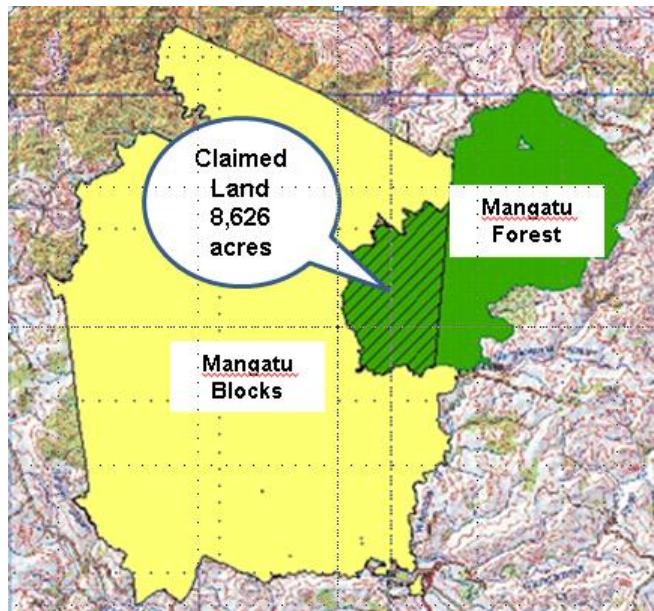 Claimed
Land
8,626
acres
Mangatu
Forest
Mangatu
Blocks